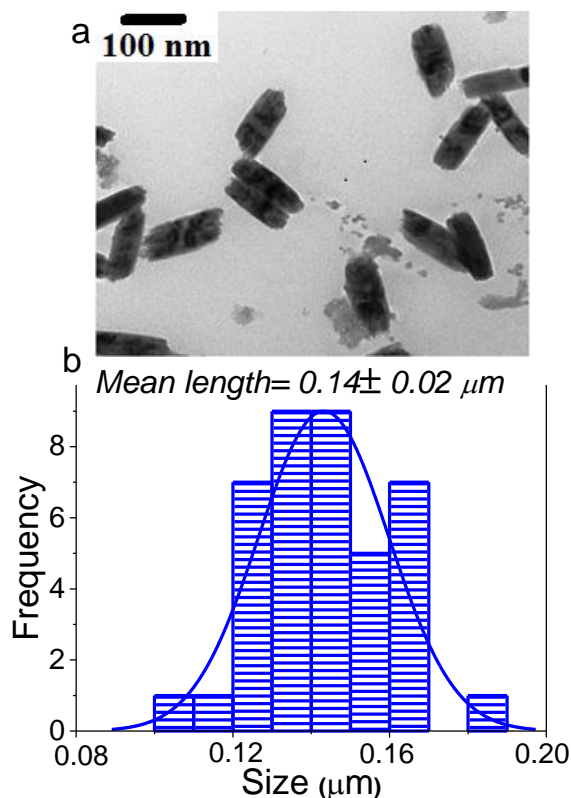 a
100 nm
b
Mean length= 0.14± 0.02 μm
8
6
4
2
0
Frequency
0.08
0.12
0.16
0.20
Size (μm)